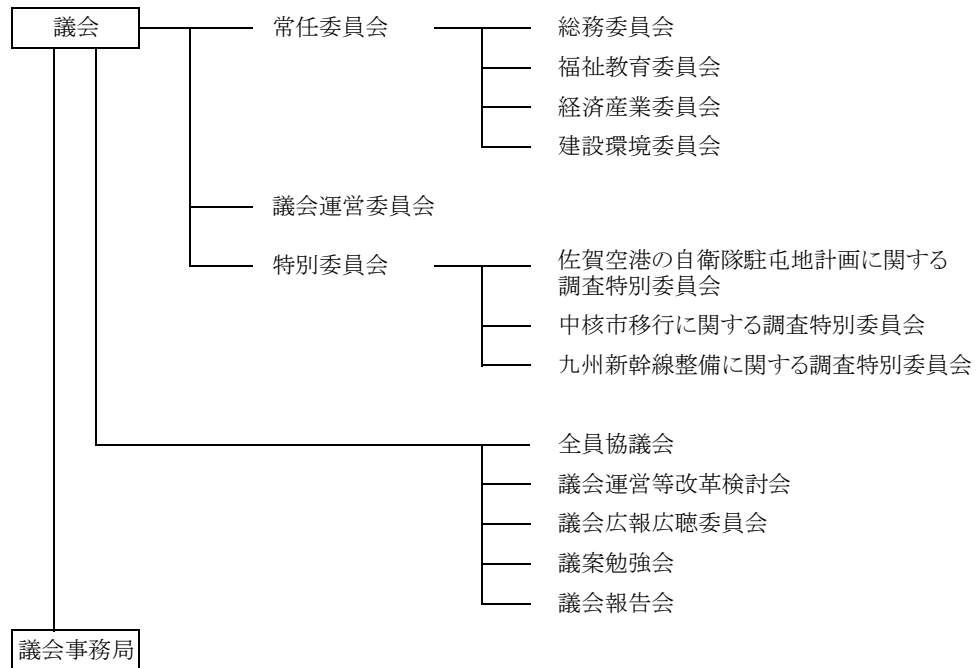 議会
常任委員会
総務委員会
福祉教育委員会
経済産業委員会
建設環境委員会
議会運営委員会
特別委員会
佐賀空港の自衛隊駐屯地計画に関する
調査特別委員会
中核市移行に関する調査特別委員会
九州新幹線整備に関する調査特別委員会
全員協議会
議会運営等改革検討会
議会広報広聴委員会
議案勉強会
議会報告会
議会事務局